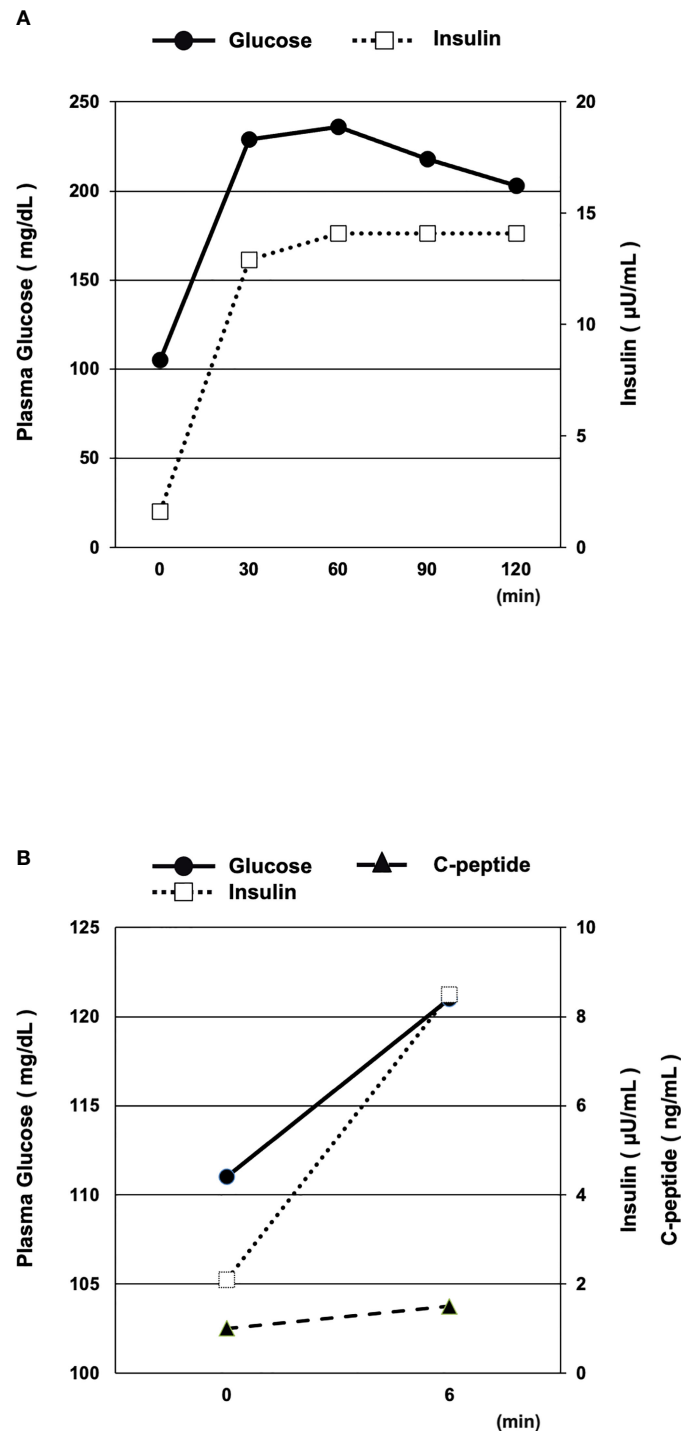 A
Glucose Insulin
250 20
200
15
150
10
100
5
50
0 0
0 30 60 90 120
(min)
Plasma Glucose ( mg/dL )
Insulin ( µU/mL )
B
Glucose C-peptide
Insulin
125 10
120 8
115 6
110 4
105 2
100 0
0 6
(min)
Plasma Glucose ( mg/dL )
Insulin ( µU/mL )
C-peptide ( ng/mL )